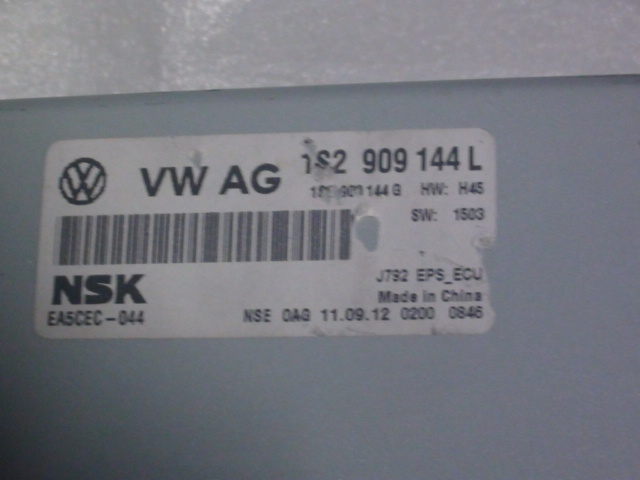 VW AG 1S2 909 144 L
909 144 G HW: H45
SW: 1503
NSK
J792 EPS_ECU
Made in China
EA5CEC-044 NSE 0AG 11.09.12 0200 0846